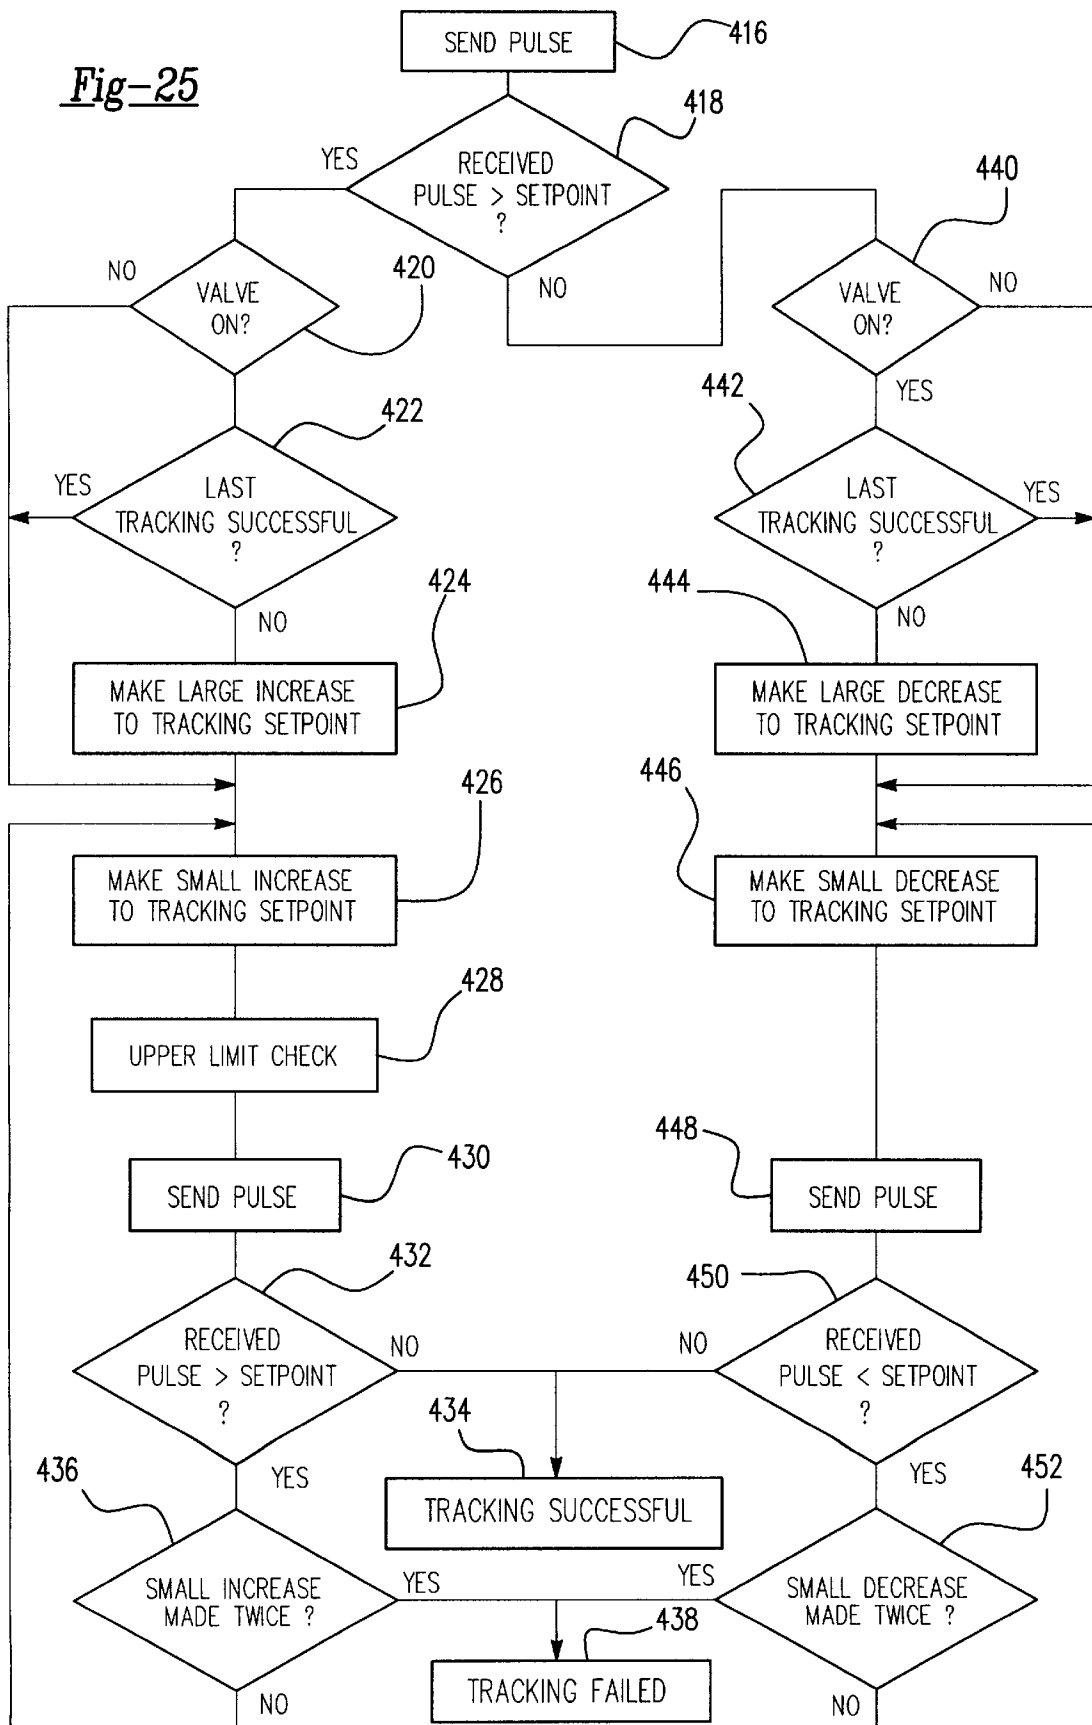 Fig-25
SEND PULSE
416
418
RECEIVED
PULSE > SETPOINT
?
YES
NO
440
NO
VALVE
ON?
420
VALVE
ON?
NO
YES
422
442
YES
LAST
TRACKING SUCCESSFUL
?
LAST
TRACKING SUCCESSFUL
?
YES
424
NO
444
NO
MAKE LARGE INCREASE
TO TRACKING SETPOINT
MAKE LARGE DECREASE
TO TRACKING SETPOINT
426
446
MAKE SMALL INCREASE
TO TRACKING SETPOINT
MAKE SMALL DECREASE
TO TRACKING SETPOINT
428
UPPER LIMIT CHECK
430
448
SEND PULSE
SEND PULSE
432
450
RECEIVED
PULSE > SETPOINT
?
NO
NO
RECEIVED
PULSE < SETPOINT
?
434
436
YES
YES
452
TRACKING SUCCESSFUL
SMALL INCREASE
MADE TWICE ?
YES
YES
SMALL DECREASE
MADE TWICE ?
438
NO
TRACKING FAILED
NO